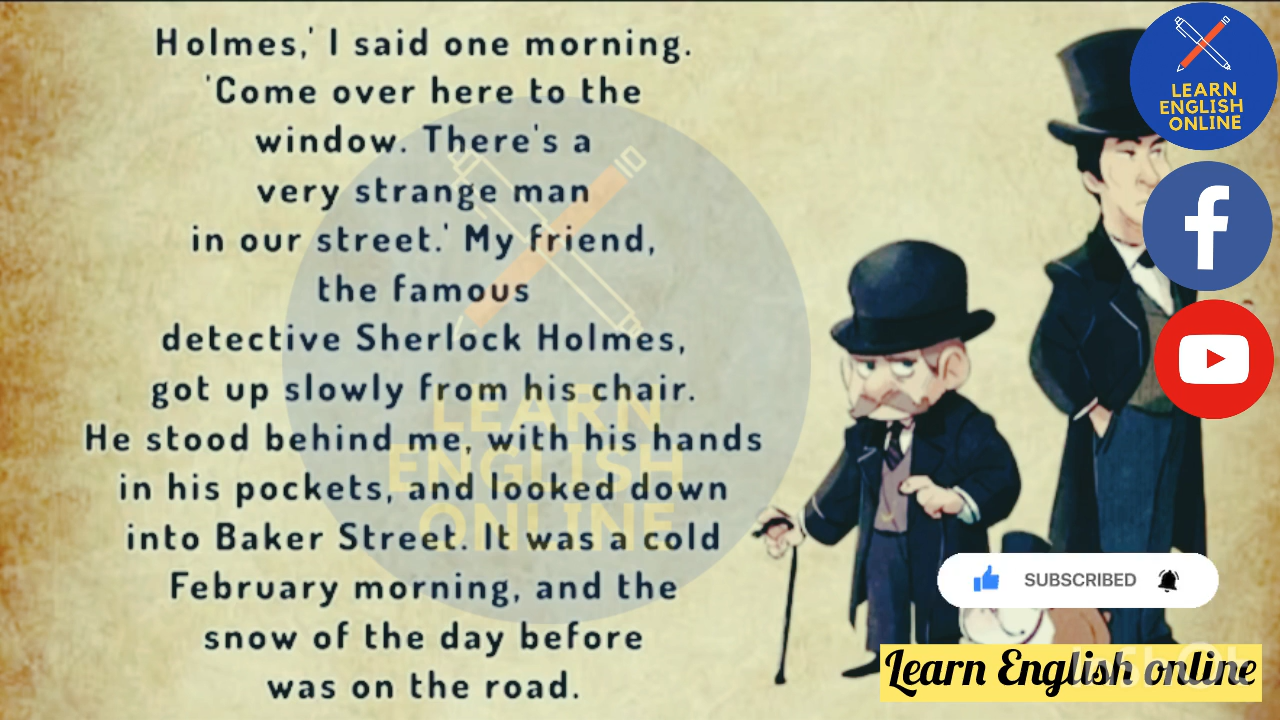 Holmes,' I said one morning.
'Come over here to the
window. There's a
very strange man
in our street.' My friend,
the famous
detective Sherlock Holmes,
got up slowly from his chair.
He stood behind me, with his hands
in his pockets, and looked down
into Baker Street. It was a cold
February morning, and the
snow of the day before
was on the road.
LEARN
ENGLISH
ONLINE
LEARN
ENGLISH
ONLINE
f
SUBSCRIBED
Learn English online